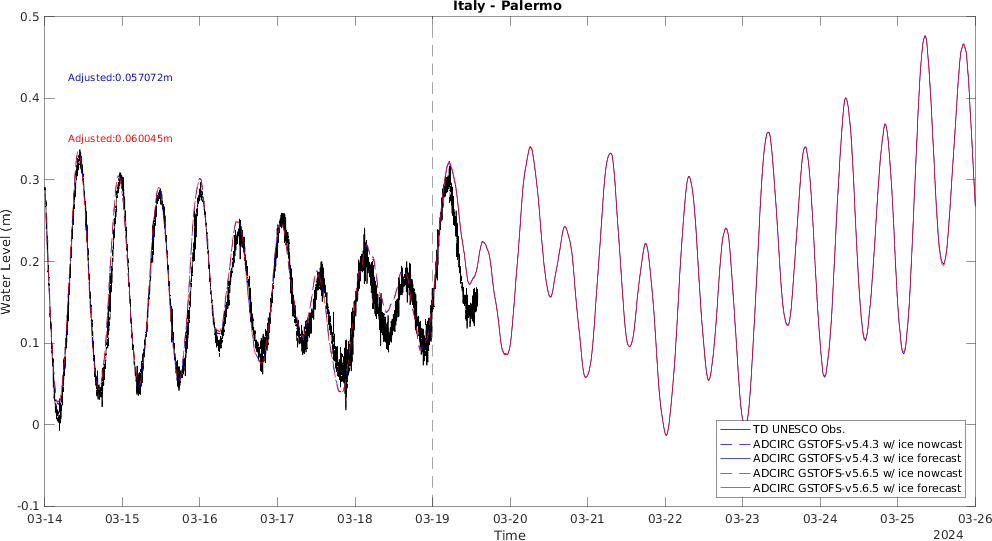 Italy - Palermo
0.5
0.4
0.3
0.2
0.1
0
-0.1
Water Level (m)
Adjusted:0.057072m
Adjusted:0.060045m
TD UNESCO Obs.
ADCIRC GSTOFS-v5.4.3 w/ ice nowcast
ADCIRC GSTOFS-v5.4.3 w/ ice forecast
ADCIRC GSTOFS-v5.6.5 w/ ice nowcast
ADCIRC GSTOFS-v5.6.5 w/ ice forecast
03-14 03-15 03-16 03-17 03-18 03-19 03-20 03-21 03-22 03-23 03-24 03-25 03-26
Time
2024